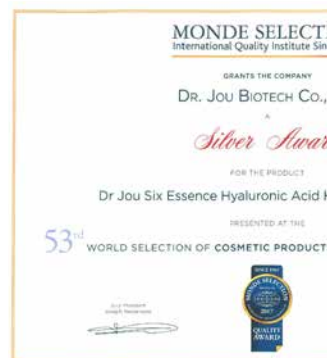 MONDE SELECTI
International Quality Institute Sin
GRANTS THE COMPANY
DR. JOU BIOTECH CO.,
A
Silver Awar
FOR THE PRODUCT
Dr Jou Six Essence Hyaluronic Acid H
PRESENTED AT THE
53rd WORLD SELECTION OF COSMETIC PRODUCT
MONDE SELECTION
2017
QUALITY
AWARD